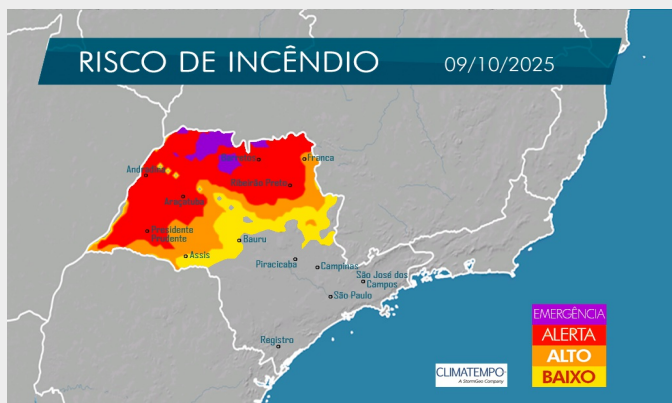 RISCO DE INCÊNDIO
09/10/2025
Franca
Andradina
Ribeirão Preto
Araçatuba
Presidente
Prudente
Bauru
Assis
Piracicaba
Campinas
São José dos
Campos
São Paulo
Registro
EMERGÊNCIA
ALERTA
ALTO
BAIXO
CLIMATEMPO
A StormGeo Company